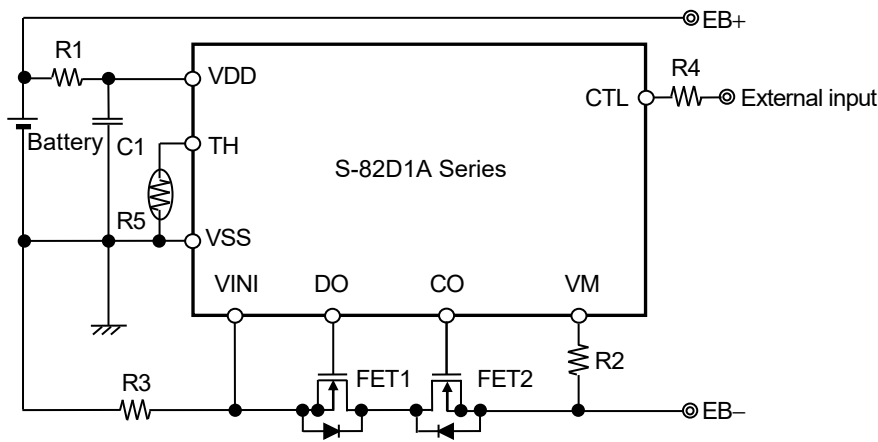 EB+
R1
VDD
R4
CTL
External input
Battery
C1
TH
S-82D1A Series
R5
VSS
VINI
DO
CO
VM
R2
FET1
FET2
R3
EB−